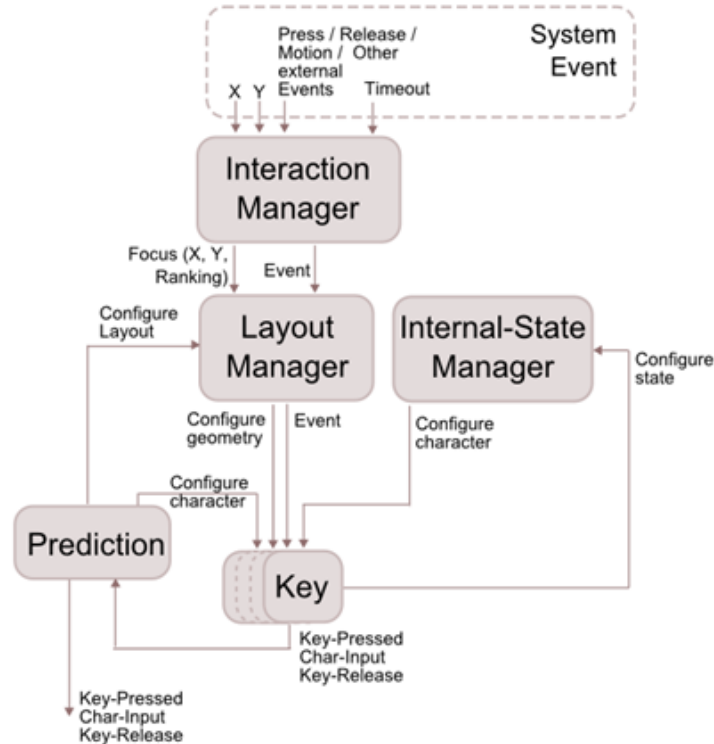 Press / Release /
Motion / Other
external
Events
System
Event
X
Y
Timeout
Interaction
Manager
Focus (X, Y,
Ranking)
Event
Configure
Layout
Layout
Manager
Internal-State
Manager
Configure
state
Configure
geometry
Event
Configure
character
Configure
character
Prediction
Key
Key-Pressed
Char-Input
Key-Release
Key-Pressed
Char-Input
Key-Release